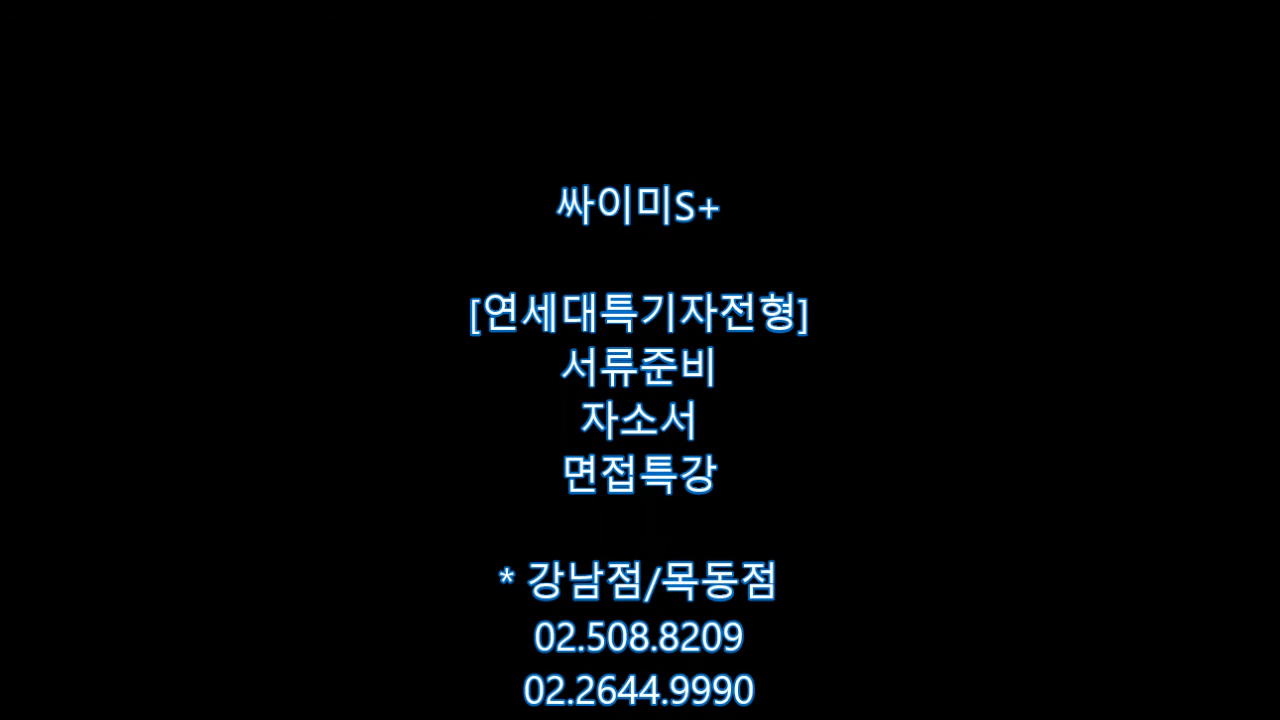 싸이미S+
[연세대특기자전형]
서류준비
자소서
면접특강
* 강남점/목동점
02.508.8209
02.2644.9990